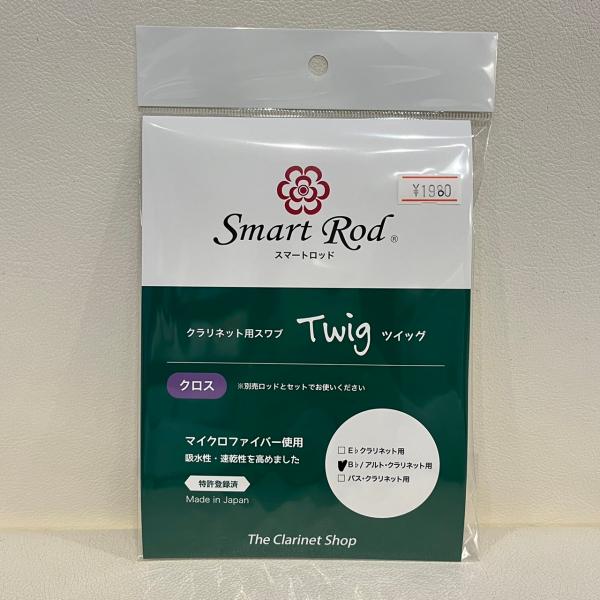 ¥1980
Smart Rod®
スマートロッド
クラリネット用スワブ Twig ツイッグ
クロス ※別売ロッドとセットでお使いください
マイクロファイバー使用
吸水性・速乾性を高めました
特許登録済
Made in Japan
□ E♭クラリネット用
B♭/アルト・クラリネット用
□ バス・クラリネット用
The Clarinet Shop